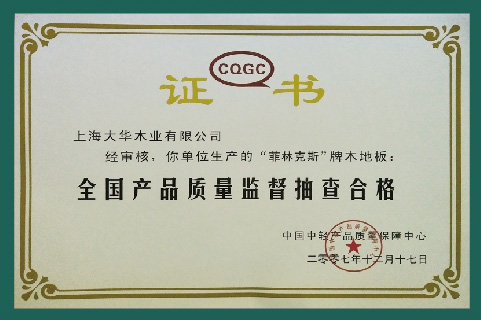 CQGC
证书
上海大华木业有限公司
经审核，你单位生产的“菲林克斯”牌木地板：
全国产品质量监督抽查合格
中国中轻产品质量保障中心
二零零七年十二月十七日